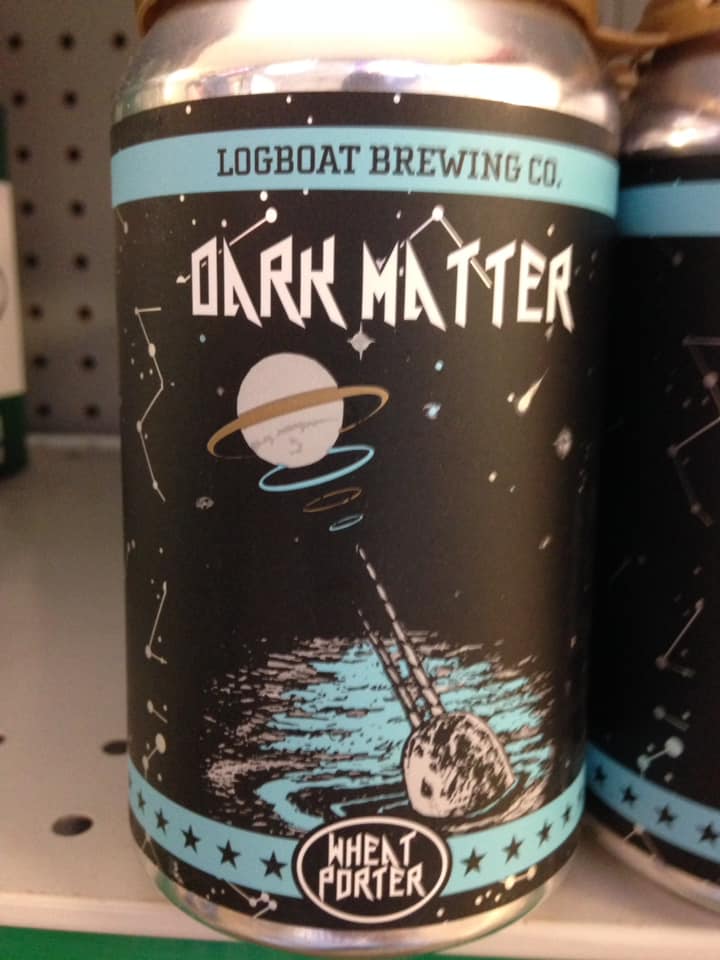 LOGBOAT BREWING CO.
DARK MATTER
WHEAT
PORTER